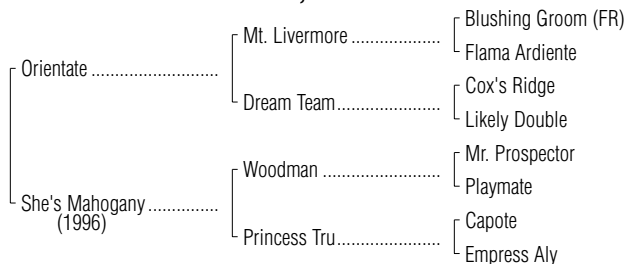 Blushing Groom (FR)
Mt. Livermore ....................
Flama Ardiente
Orientate ............................
Cox's Ridge
Dream Team.......................
Likely Double
Mr. Prospector
Woodman ..........................
Playmate
She's Mahogany ...............
(1996)
Capote
Princess Tru.......................
Empress Aly